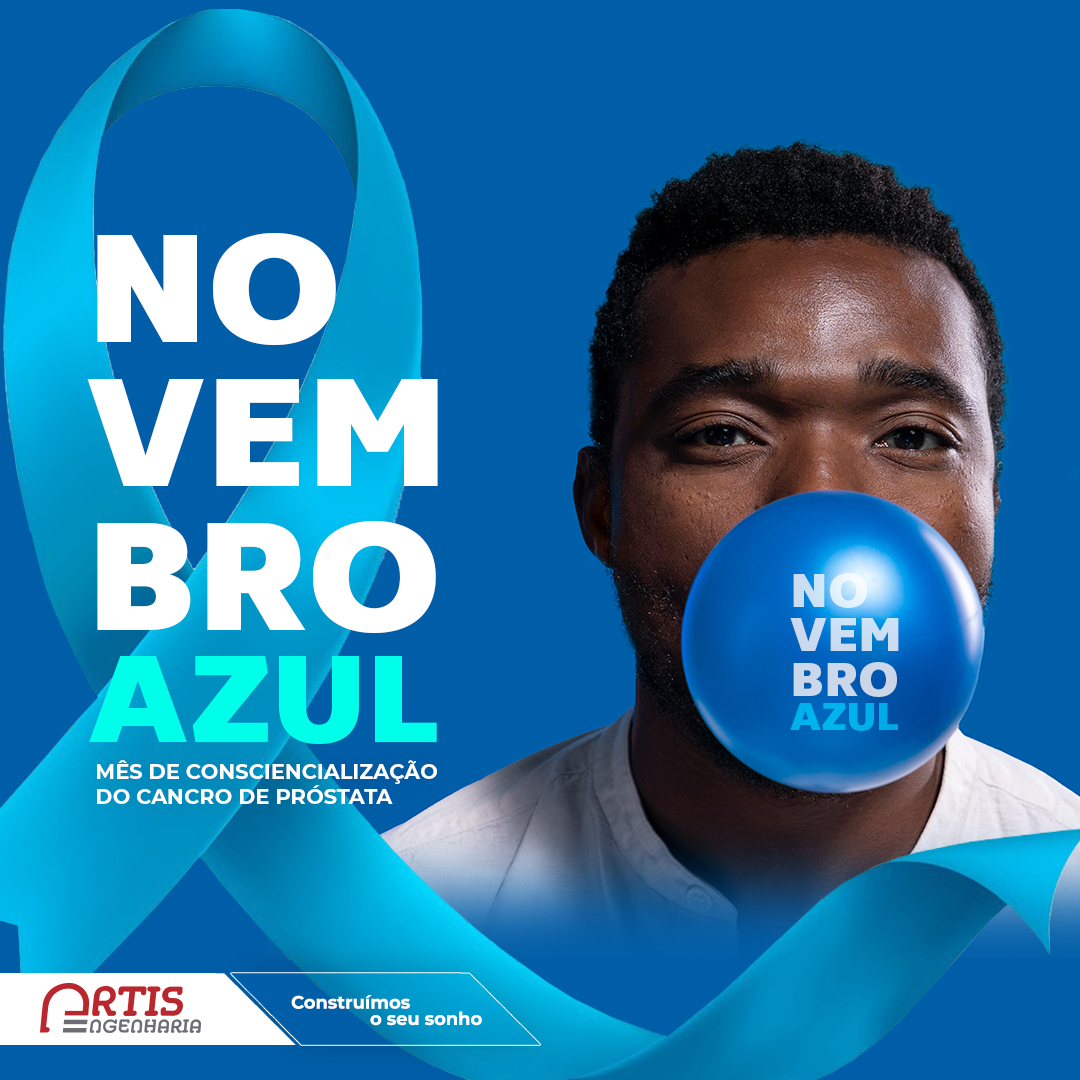 NO
VEM
BRO
AZUL
MÊS DE CONSCIENCIALIZAÇÃO
DO CANCRO DE PRÓSTATA
NO
VEM
BRO
AZUL
ARTIS
ENGENHARIA
Construímos
o seu sonho